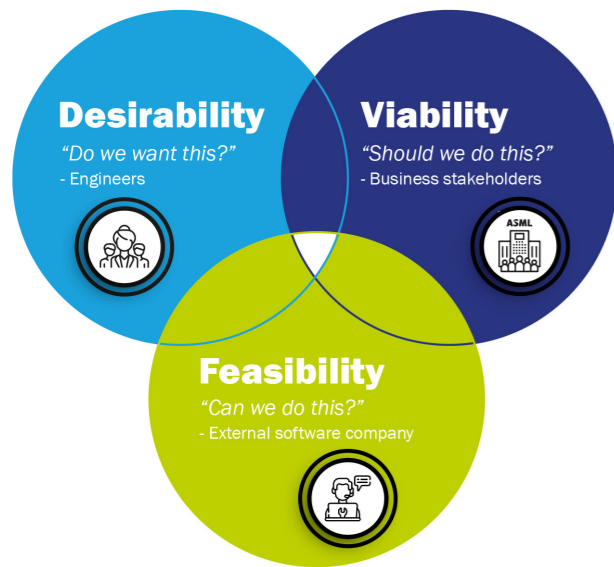 Desirability
“Do we want this?”
- Engineers
Viability
“Should we do this?”
- Business stakeholders
ASML
Feasibility
“Can we do this?”
- External software company